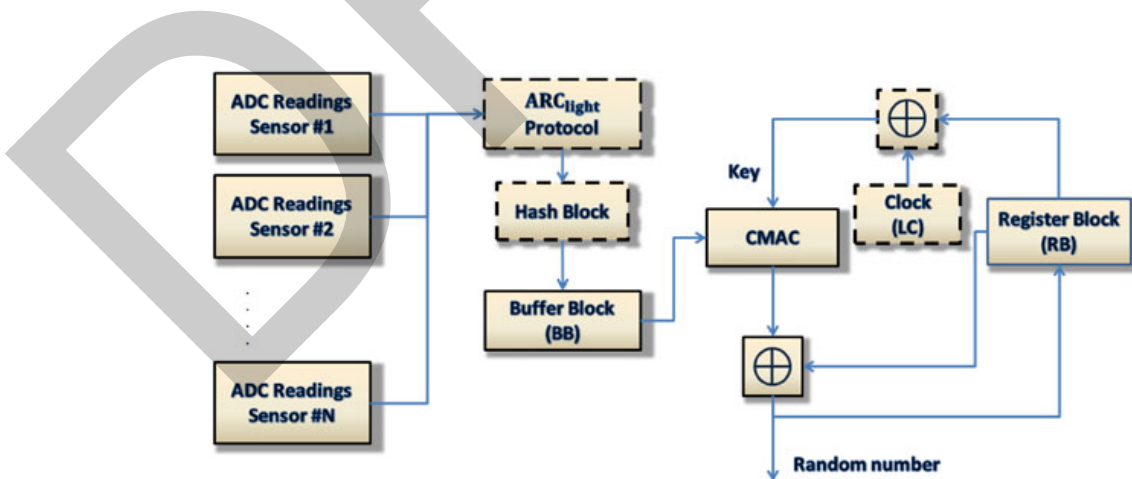 ADC Readings
Sensor #1
ADC Readings
Sensor #2
ADC Readings
Sensor #N
ARClight
Protocol
Hash Block
Buffer Block
(BB)
Key
CMAC
Clock
(LC)
Register Block
(RB)
Random number